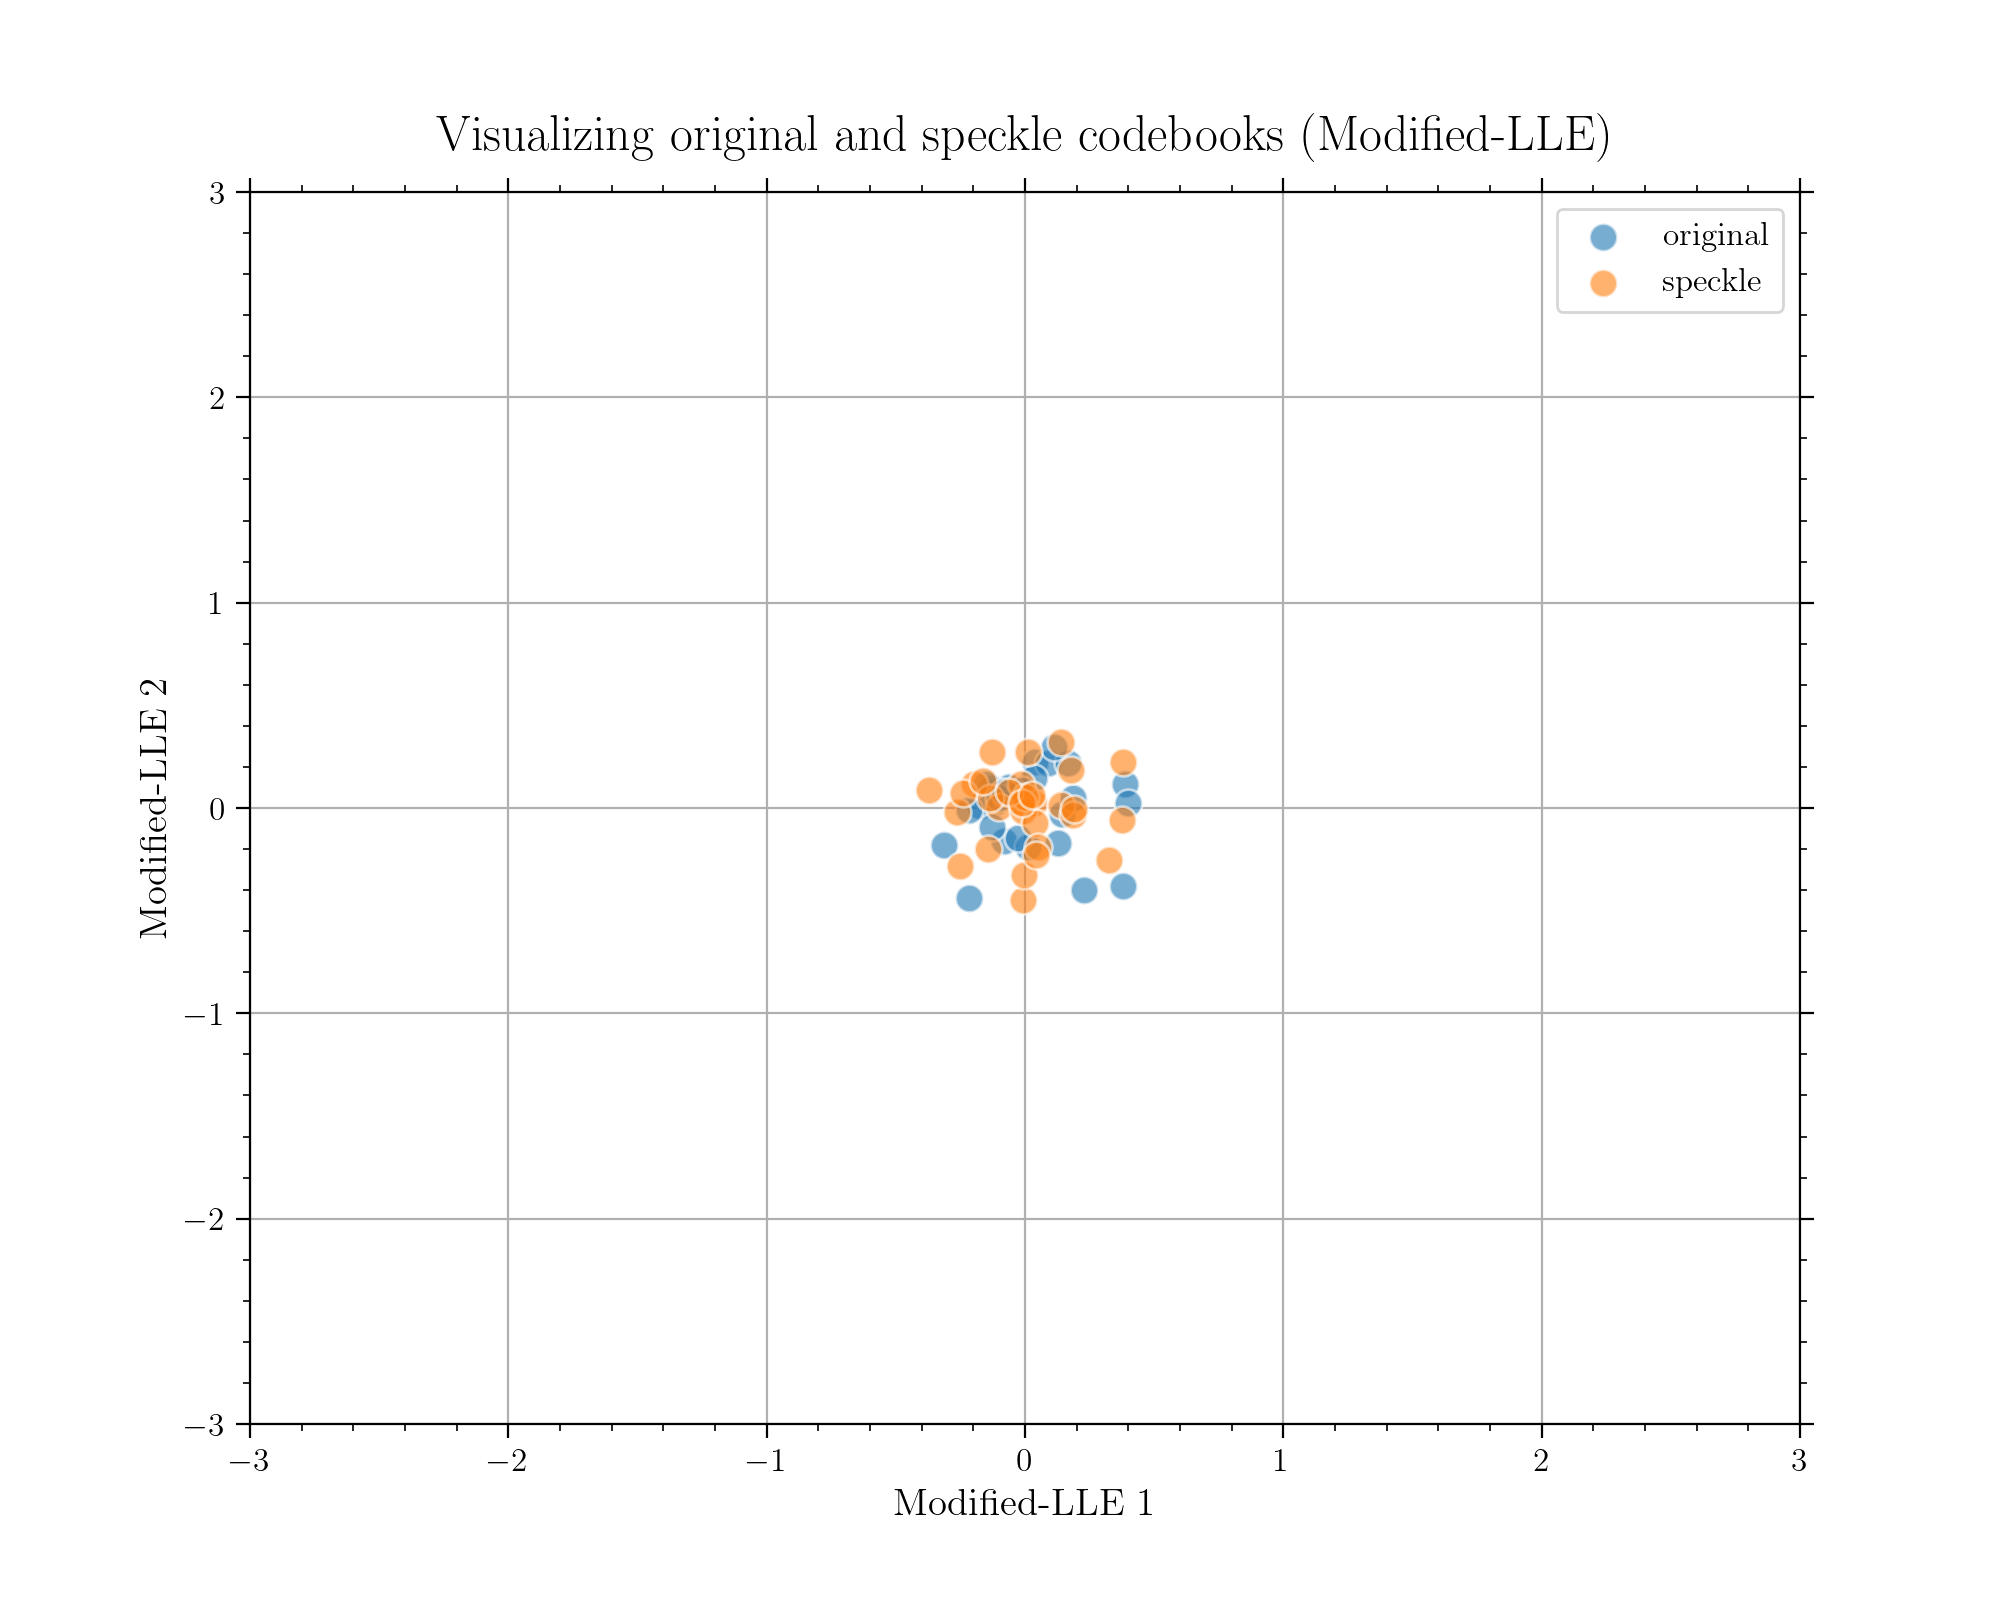 Visualizing original and speckle codebooks (Modified-LLE)
original
speckle
3
2
1
0
−1
−2
−3
Modified-LLE 2
−3
−2
−1
0
1
2
3
Modified-LLE 1